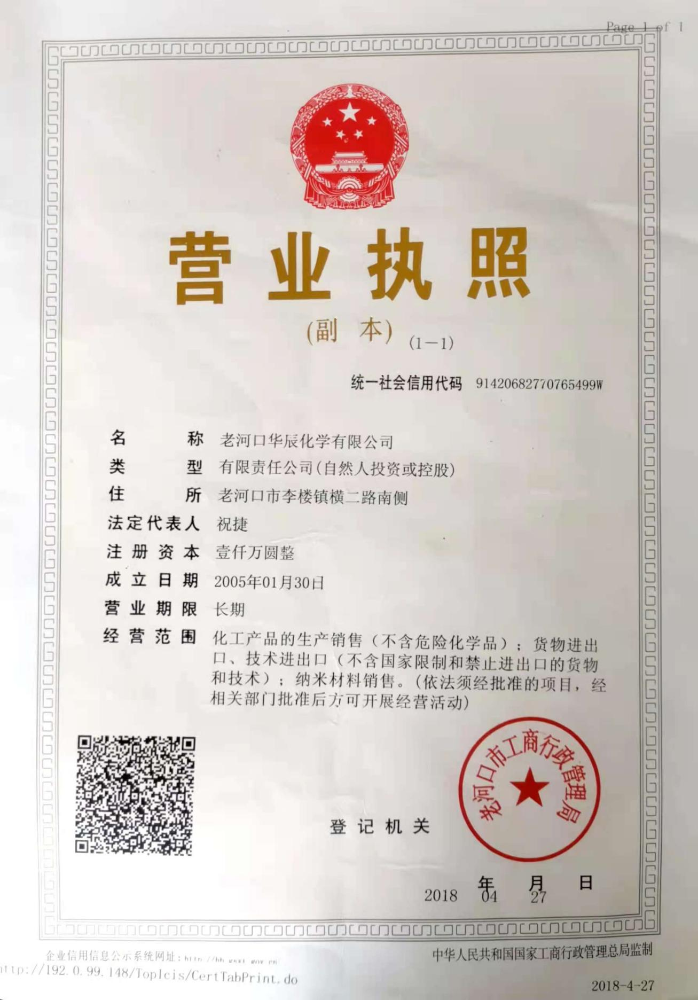 Page 1 of 1
营业执照
(副 本) (1-1)
统一社会信用代码 91420682770765499W
名 称 老河口华辰化学有限公司
类 型 有限责任公司(自然人投资或控股)
住 所 老河口市李楼镇横二路南侧
法定代表人 祝捷
注册资本 壹仟万圆整
成立日期 2005年01月30日
营业期限 长期
经营范围 化工产品的生产销售（不含危险化学品）；货物进出
口、技术进出口（不含国家限制和禁止进出口的货物
和技术）；纳米材料销售。(依法须经批准的项目，经
相关部门批准后方可开展经营活动)
老河口市工商行政管理局
登记机关
年 月 日
2018 04 27
企业信用信息公示系统网址：
中华人民共和国国家工商行政管理总局监制
http://192.0.99.148/TopIcis/CertTabPrint.do
2018-4-27